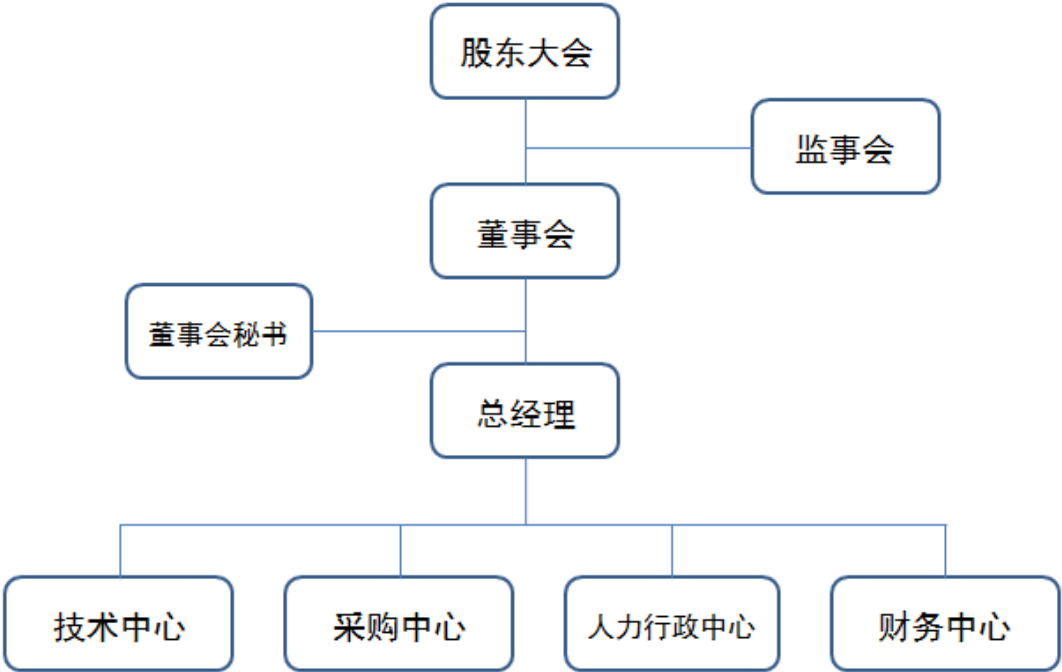 股东大会
监事会
董事会
董事会秘书
总经理
技术中心
采购中心
人力行政中心
财务中心